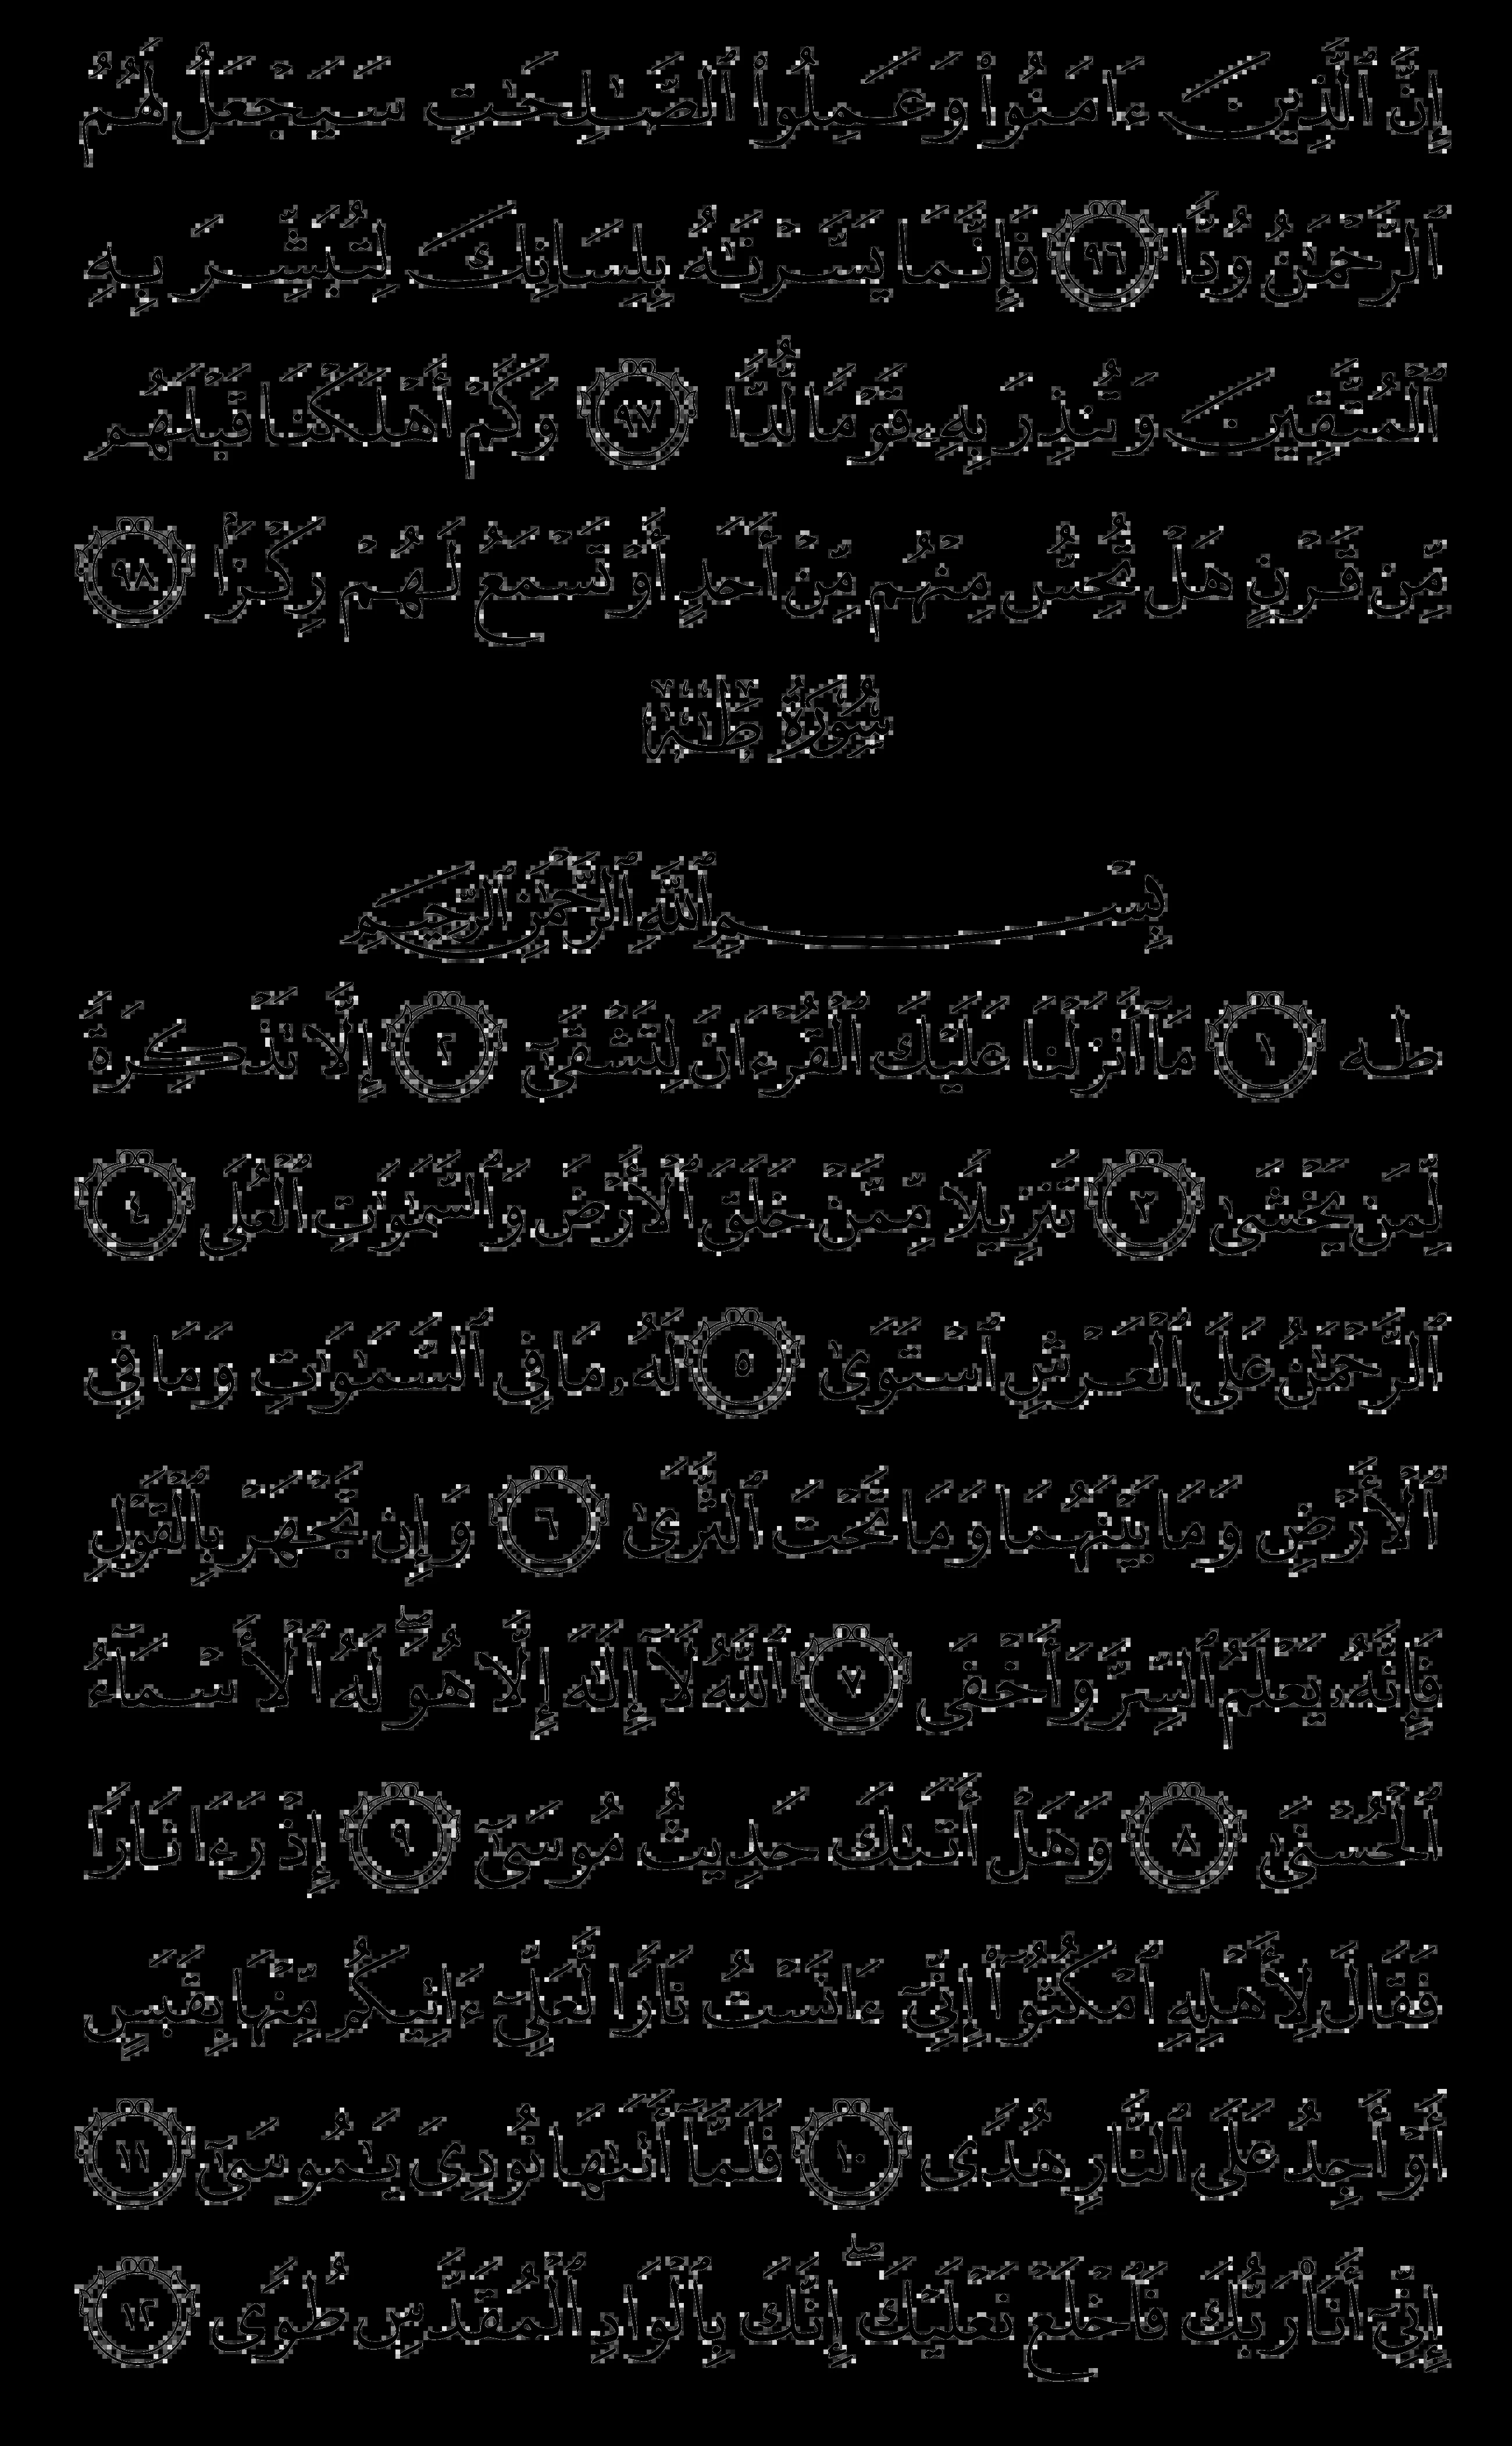 إِنَّ ٱلَّذِينَ ءَامَنُوا۟ وَعَمِلُوا۟ ٱلصَّـٰلِحَـٰتِ سَيَجْعَلُ لَهُمُ
ٱلرَّحْمَـٰنُ وُدًّا ٩٦ فَإِنَّمَا يَسَّرْنَـٰهُ بِلِسَانِكَ لِتُبَشِّرَ بِهِ
ٱلْمُتَّقِينَ وَتُنذِرَ بِهِۦ قَوْمًا لُّدًّا ٩٧ وَكَمْ أَهْلَكْنَا قَبْلَهُم
مِّن قَرْنٍ هَلْ تُحِسُّ مِنْهُم مِّنْ أَحَدٍ أَوْ تَسْمَعُ لَهُمْ رِكْزًۢا ٩٨
سُورَةُ طه
بِسْمِ ٱللَّهِ ٱلرَّحْمَـٰنِ ٱلرَّحِيمِ
طه ١ مَآ أَنزَلْنَا عَلَيْكَ ٱلْقُرْءَانَ لِتَشْقَىٰٓ ٢ إِلَّا تَذْكِرَةً
لِّمَن يَخْشَىٰ ٣ تَنزِيلًا مِّمَّنْ خَلَقَ ٱلْأَرْضَ وَٱلسَّمَـٰوَٰتِ ٱلْعُلَى ٤
ٱلرَّحْمَـٰنُ عَلَى ٱلْعَرْشِ ٱسْتَوَىٰ ٥ لَهُۥ مَا فِى ٱلسَّمَـٰوَٰتِ وَمَا فِى
ٱلْأَرْضِ وَمَا بَيْنَهُمَا وَمَا تَحْتَ ٱلثَّرَىٰ ٦ وَإِن تَجْهَرْ بِٱلْقَوْلِ
فَإِنَّهُۥ يَعْلَمُ ٱلسِّرَّ وَأَخْفَى ٧ ٱللَّهُ لَآ إِلَـٰهَ إِلَّا هُوَ ۖ لَهُ ٱلْأَسْمَآءُ
ٱلْحُسْنَىٰ ٨ وَهَلْ أَتَىٰكَ حَدِيثُ مُوسَىٰٓ ٩ إِذْ رَءَا نَارًا
فَقَالَ لِأَهْلِهِ ٱمْكُثُوٓا۟ إِنِّىٓ ءَانَسْتُ نَارًا لَّعَلِّىٓ ءَاتِيكُم مِّنْهَا بِقَبَسٍ
أَوْ أَجِدُ عَلَى ٱلنَّارِ هُدًى ١٠ فَلَمَّآ أَتَىٰهَا نُودِىَ يَـٰمُوسَىٰٓ ١١
إِنِّىٓ أَنَا۠ رَبُّكَ فَٱخْلَعْ نَعْلَيْكَ ۖ إِنَّكَ بِٱلْوَادِ ٱلْمُقَدَّسِ طُوًى ١٢